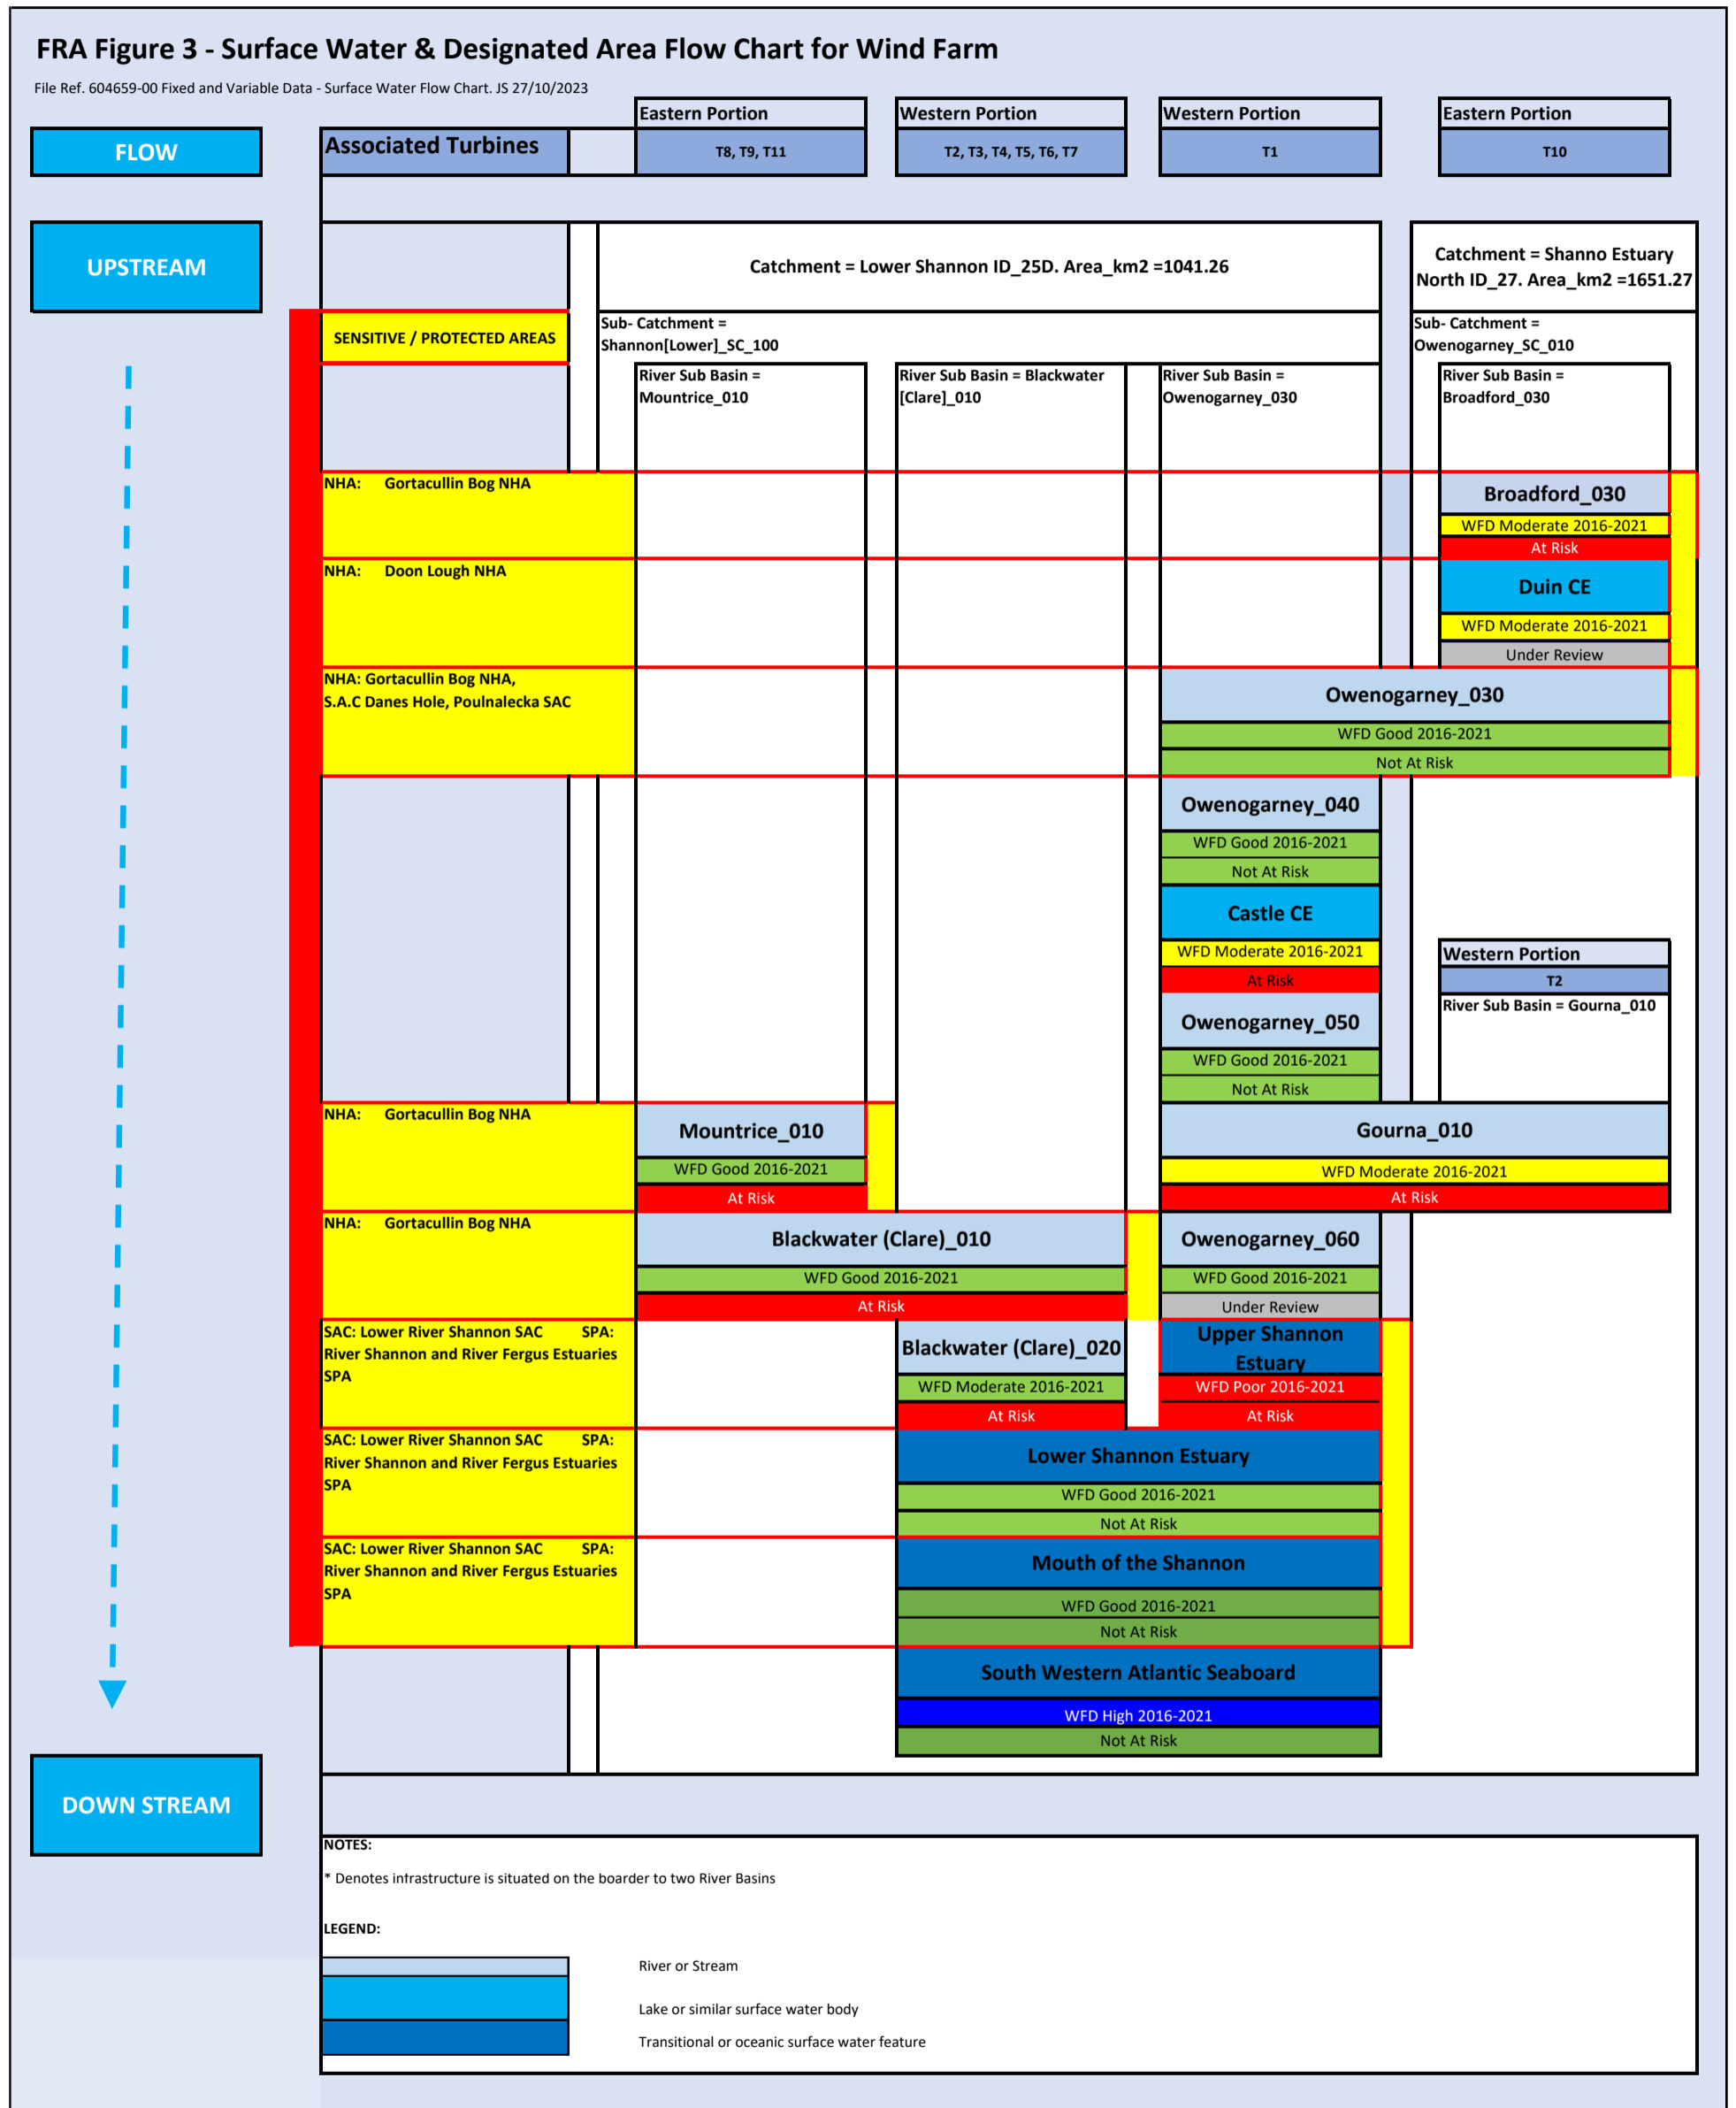 FRA Figure 3 - Surface Water & Designated Area Flow Chart for Wind Farm
File Ref. 604659-00 Fixed and Variable Data - Surface Water Flow Chart. JS 27/10/2023
Eastern Portion
Western Portion
Western Portion
Eastern Portion
FLOW
Associated Turbines
T8, T9, T11
T2, T3, T4, T5, T6, T7
T1
T10
UPSTREAM
Catchment = Lower Shannon ID_25D. Area_km2 =1041.26
Catchment = Shanno Estuary
North ID_27. Area_km2 =1651.27
SENSITIVE / PROTECTED AREAS
Sub- Catchment =
Shannon[Lower]_SC_100
Sub- Catchment =
Owenogarney_SC_010
River Sub Basin =
Mountrice_010
River Sub Basin = Blackwater
[Clare]_010
River Sub Basin =
Owenogarney_030
River Sub Basin =
Broadford_030
NHA: Gortacullin Bog NHA
Broadford_030
WFD Moderate 2016-2021
At Risk
NHA: Doon Lough NHA
Duin CE
WFD Moderate 2016-2021
Under Review
NHA: Gortacullin Bog NHA,
S.A.C Danes Hole, Poulnalecka SAC
Owenogarney_030
WFD Good 2016-2021
Not At Risk
Owenogarney_040
WFD Good 2016-2021
Not At Risk
Castle CE
WFD Moderate 2016-2021
At Risk
Western Portion
T2
River Sub Basin = Gourna_010
Owenogarney_050
WFD Good 2016-2021
Not At Risk
NHA: Gortacullin Bog NHA
Mountrice_010
WFD Good 2016-2021
At Risk
Gourna_010
WFD Moderate 2016-2021
At Risk
NHA: Gortacullin Bog NHA
Blackwater (Clare)_010
WFD Good 2016-2021
At Risk
Owenogarney_060
WFD Good 2016-2021
Under Review
SAC: Lower River Shannon SAC SPA:
River Shannon and River Fergus Estuaries
SPA
Blackwater (Clare)_020
WFD Moderate 2016-2021
At Risk
Upper Shannon
Estuary
WFD Poor 2016-2021
At Risk
SAC: Lower River Shannon SAC SPA:
River Shannon and River Fergus Estuaries
SPA
Lower Shannon Estuary
WFD Good 2016-2021
Not At Risk
SAC: Lower River Shannon SAC SPA:
River Shannon and River Fergus Estuaries
SPA
Mouth of the Shannon
WFD Good 2016-2021
Not At Risk
South Western Atlantic Seaboard
WFD High 2016-2021
Not At Risk
DOWN STREAM
NOTES:
* Denotes infrastructure is situated on the boarder to two River Basins
LEGEND:
River or Stream
Lake or similar surface water body
Transitional or oceanic surface water feature